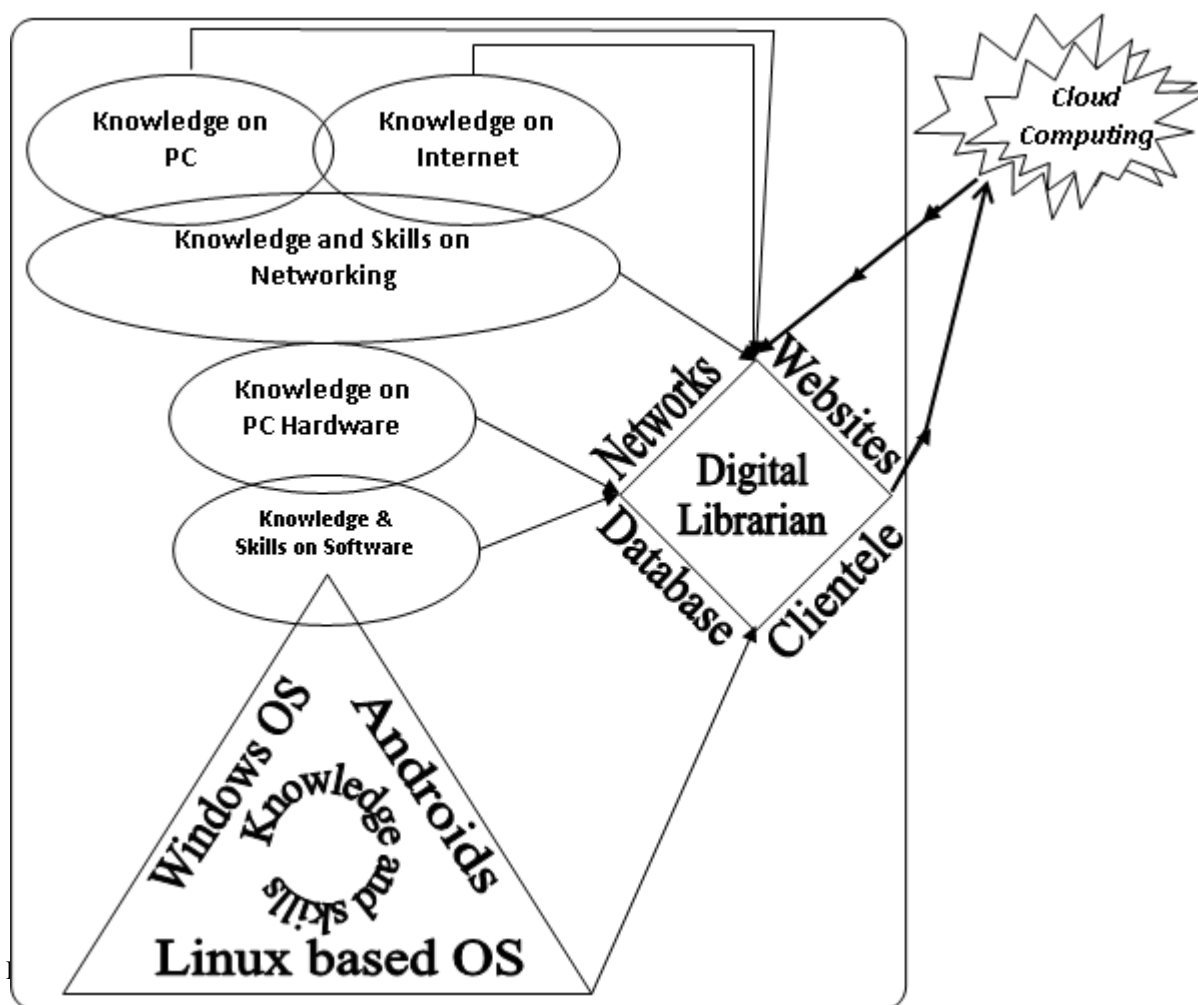 Knowledge on
PC
Knowledge on
Internet
Cloud
Computing
Knowledge and Skills on
Networking
Knowledge on
PC Hardware
Knowledge &
Skills on Software
Networks
Websites
Digital
Librarian
Database
Clientele
Windows OS
Androids
Knowledge and skills
Linux based OS